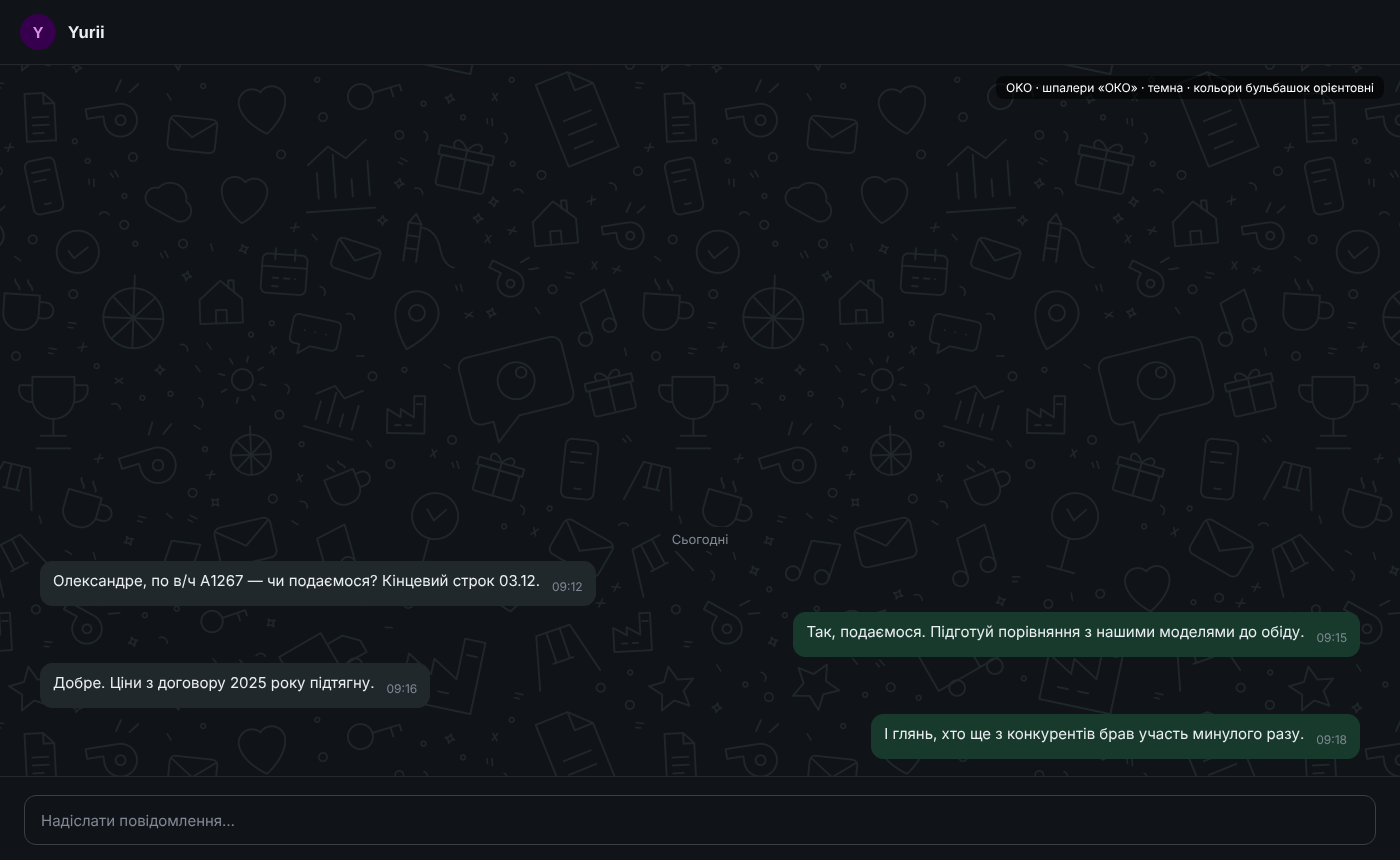 Y
Yurii
ОКО · шпалери «ОКО» · темна · кольори бульбашок орієнтовні
Сьогодні
Олександре, по в/ч А1267 — чи подаємося? Кінцевий строк 03.12. 09:12
Так, подаємося. Підготуй порівняння з нашими моделями до обіду. 09:15
Добре. Ціни з договору 2025 року підтягну. 09:16
І глянь, хто ще з конкурентів брав участь минулого разу. 09:18
Надіслати повідомлення...